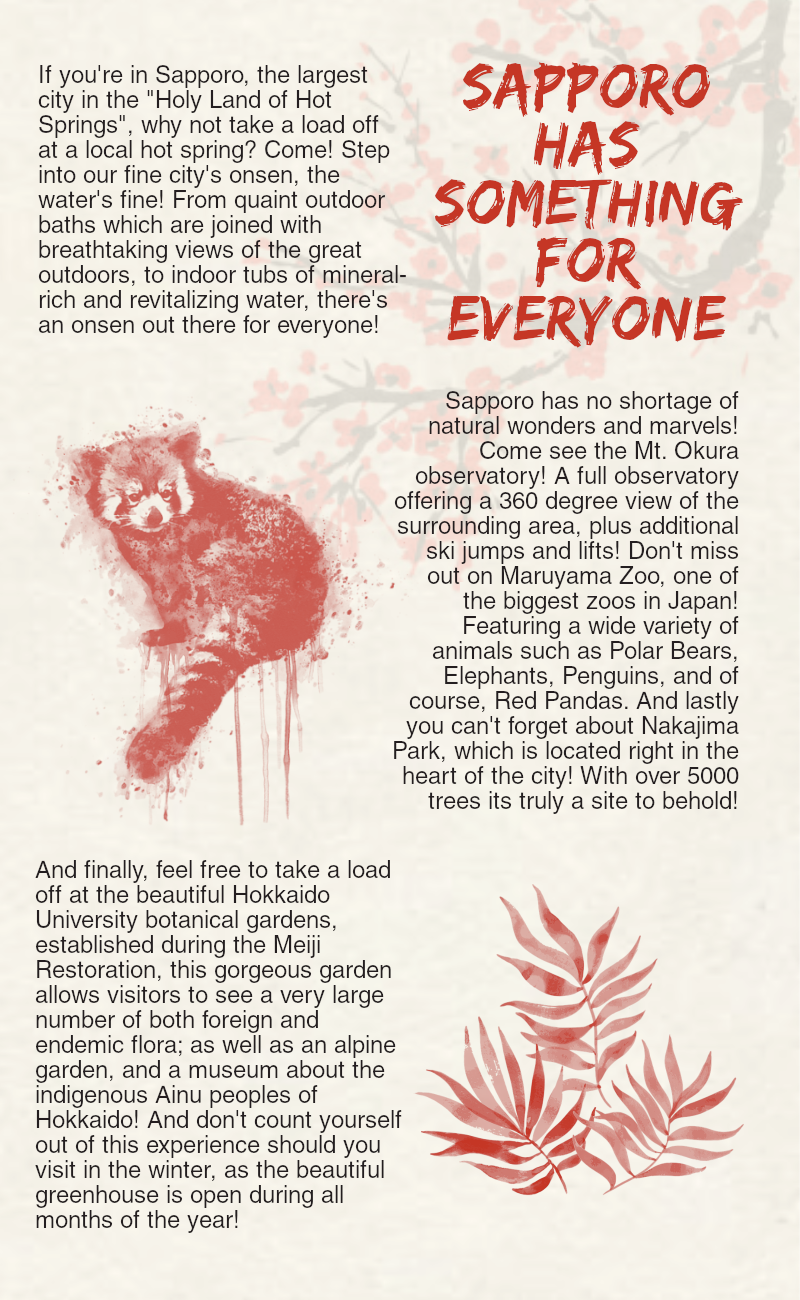 If you're in Sapporo, the largest
city in the "Holy Land of Hot
Springs", why not take a load off
at a local hot spring? Come! Step
into our fine city's onsen, the
water's fine! From quaint outdoor
baths which are joined with
breathtaking views of the great
outdoors, to indoor tubs of mineral-
rich and revitalizing water, there's
an onsen out there for everyone!
SAPPORO
HAS
SOMETHING
FOR
EVERYONE
Sapporo has no shortage of
natural wonders and marvels!
Come see the Mt. Okura
observatory! A full observatory
offering a 360 degree view of the
surrounding area, plus additional
ski jumps and lifts! Don't miss
out on Maruyama Zoo, one of
the biggest zoos in Japan!
Featuring a wide variety of
animals such as Polar Bears,
Elephants, Penguins, and of
course, Red Pandas. And lastly
you can't forget about Nakajima
Park, which is located right in the
heart of the city! With over 5000
trees its truly a site to behold!
And finally, feel free to take a load
off at the beautiful Hokkaido
University botanical gardens,
established during the Meiji
Restoration, this gorgeous garden
allows visitors to see a very large
number of both foreign and
endemic flora; as well as an alpine
garden, and a museum about the
indigenous Ainu peoples of
Hokkaido! And don't count yourself
out of this experience should you
visit in the winter, as the beautiful
greenhouse is open during all
months of the year!